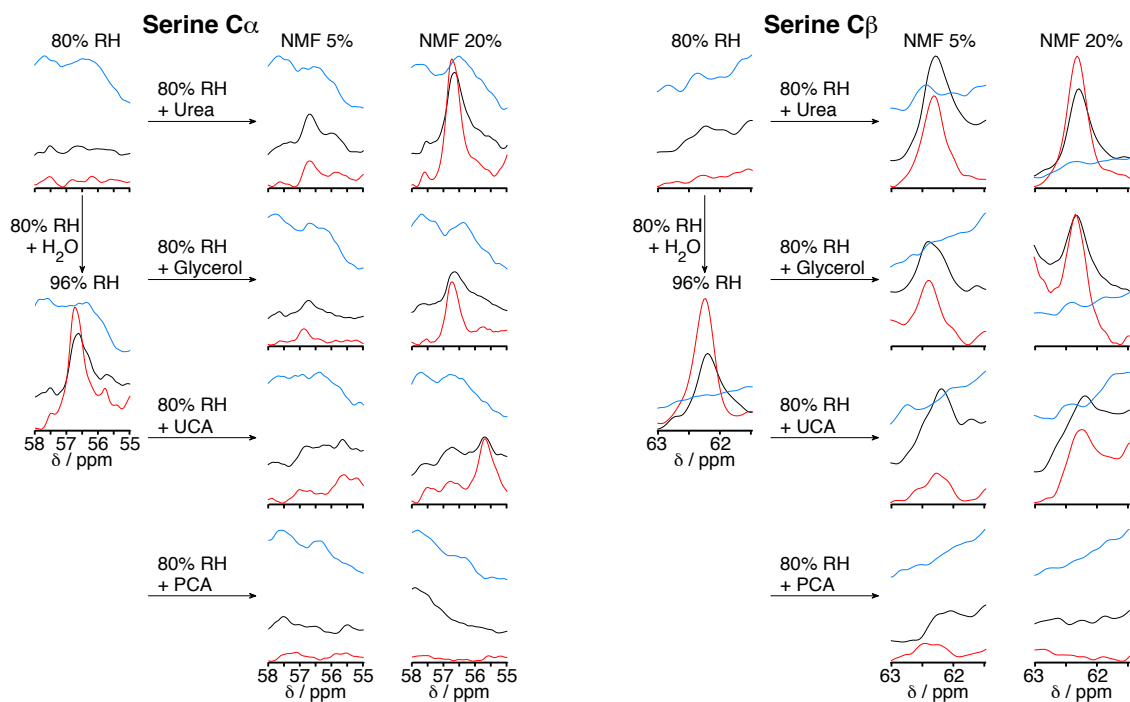 Serine Cα
80% RH
NMF 5%
NMF 20%
80% RH
+ Urea
80% RH
+ H₂O
80% RH
+ Glycerol
96% RH
80% RH
+ UCA
58 57 56 55
δ / ppm
80% RH
+ PCA
58 57 56 55
δ / ppm
58 57 56 55
δ / ppm
Serine Cβ
80% RH
NMF 5%
NMF 20%
80% RH
+ Urea
80% RH
+ H₂O
80% RH
+ Glycerol
96% RH
80% RH
+ UCA
63 62
δ / ppm
80% RH
+ PCA
63 62
δ / ppm
63 62
δ / ppm